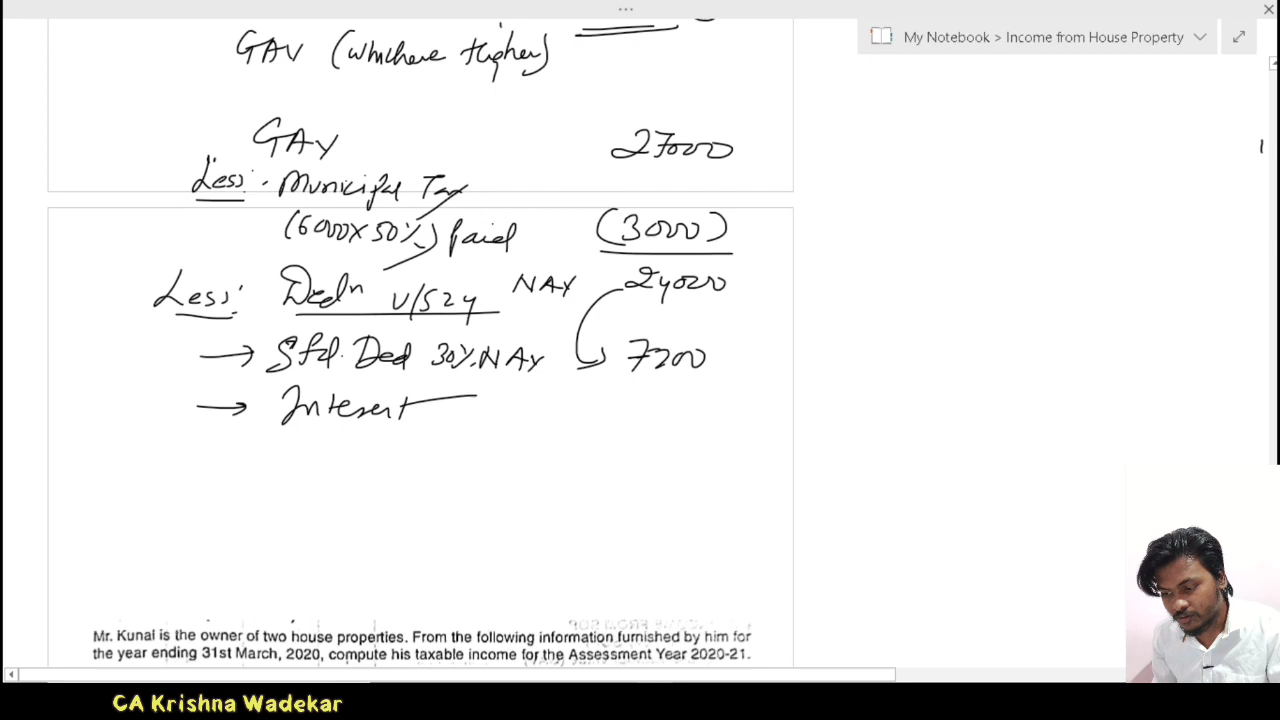 My Notebook > Income from House Property
GAV (whichever Higher)
GAV 27000
Less: Municipal Tax
(6000x50%) paid (3000)
NAV 24000
Less: Dedn u/s 24
→ Std. Ded 30% NAV 7200
→ Interest
Mr. Kunal is the owner of two house properties. From the following information furnished by him for
the year ending 31st March, 2020, compute his taxable income for the Assessment Year 2020-21.
CA Krishna Wadekar